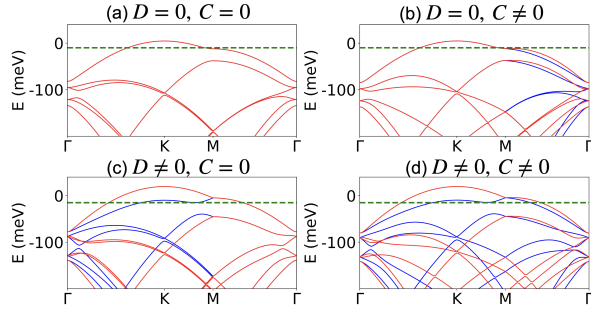 (a) D = 0, C = 0
(b) D = 0, C ≠ 0
E (meV)
0
-100
Γ K M Γ
E (meV)
0
-100
Γ K M Γ
(c) D ≠ 0, C = 0
(d) D ≠ 0, C ≠ 0
E (meV)
0
-100
Γ K M Γ
E (meV)
0
-100
Γ K M Γ